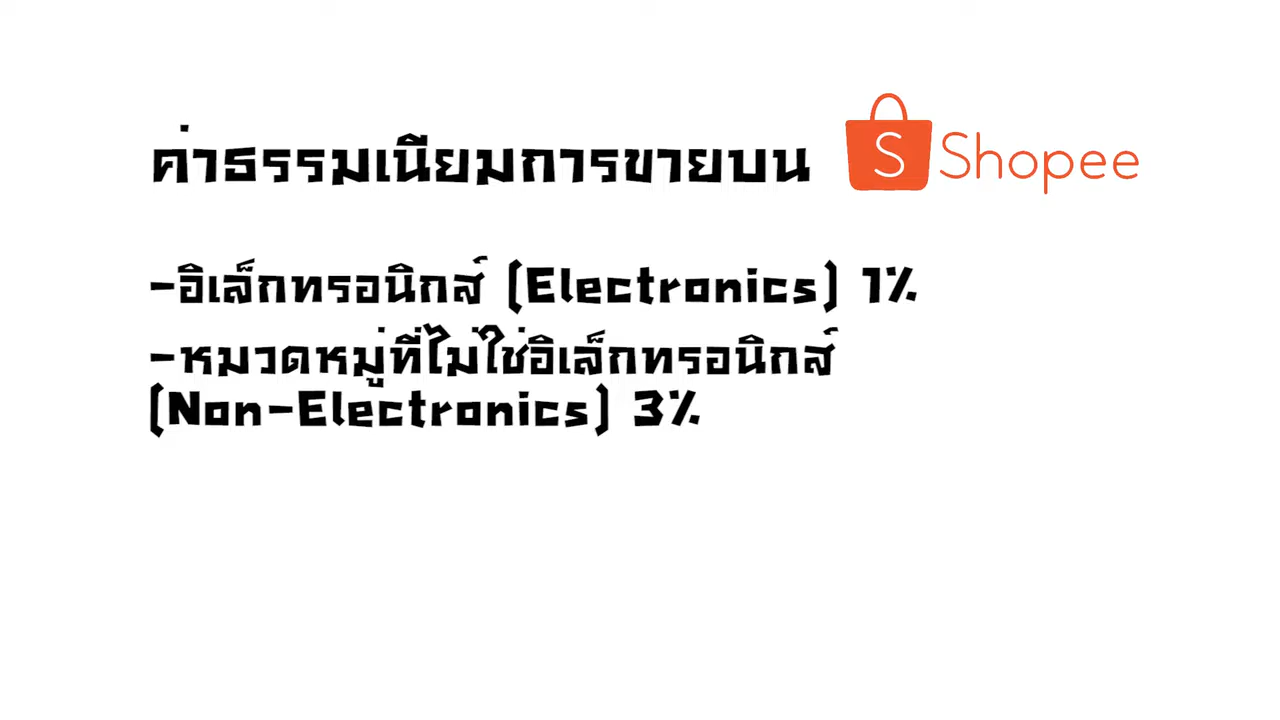 ค่าธรรมเนียมการขายบน S Shopee
-อิเล็กทรอนิกส์ (Electronics) 1%
-หมวดหมู่ที่ไม่ใช่อิเล็กทรอนิกส์
(Non-Electronics) 3%